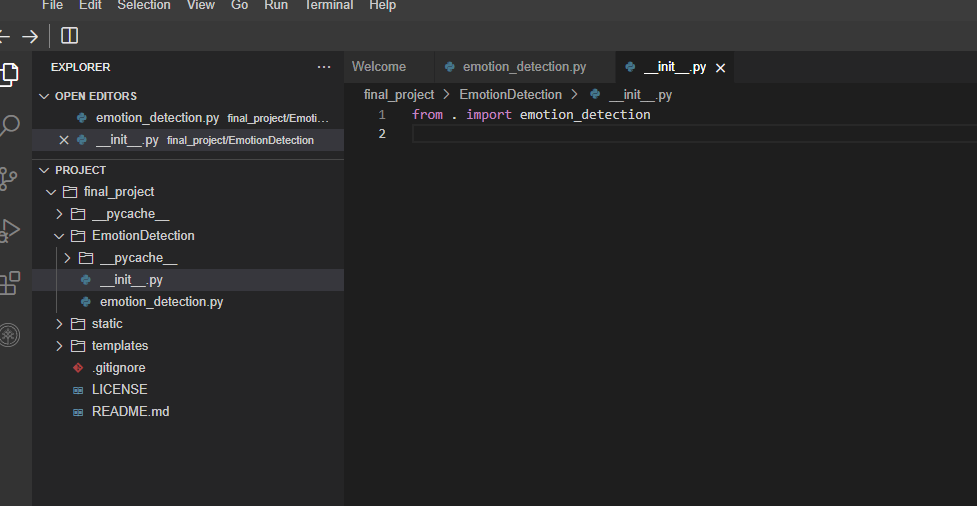 File Edit Selection View Go Run Terminal Help
EXPLORER ...
OPEN EDITORS
emotion_detection.py final_project/Emoti...
__init__.py final_project/EmotionDetection
PROJECT
final_project
__pycache__
EmotionDetection
__pycache__
__init__.py
emotion_detection.py
static
templates
.gitignore
LICENSE
README.md
Welcome emotion_detection.py __init__.py
final_project > EmotionDetection > __init__.py
1 from . import emotion_detection
2